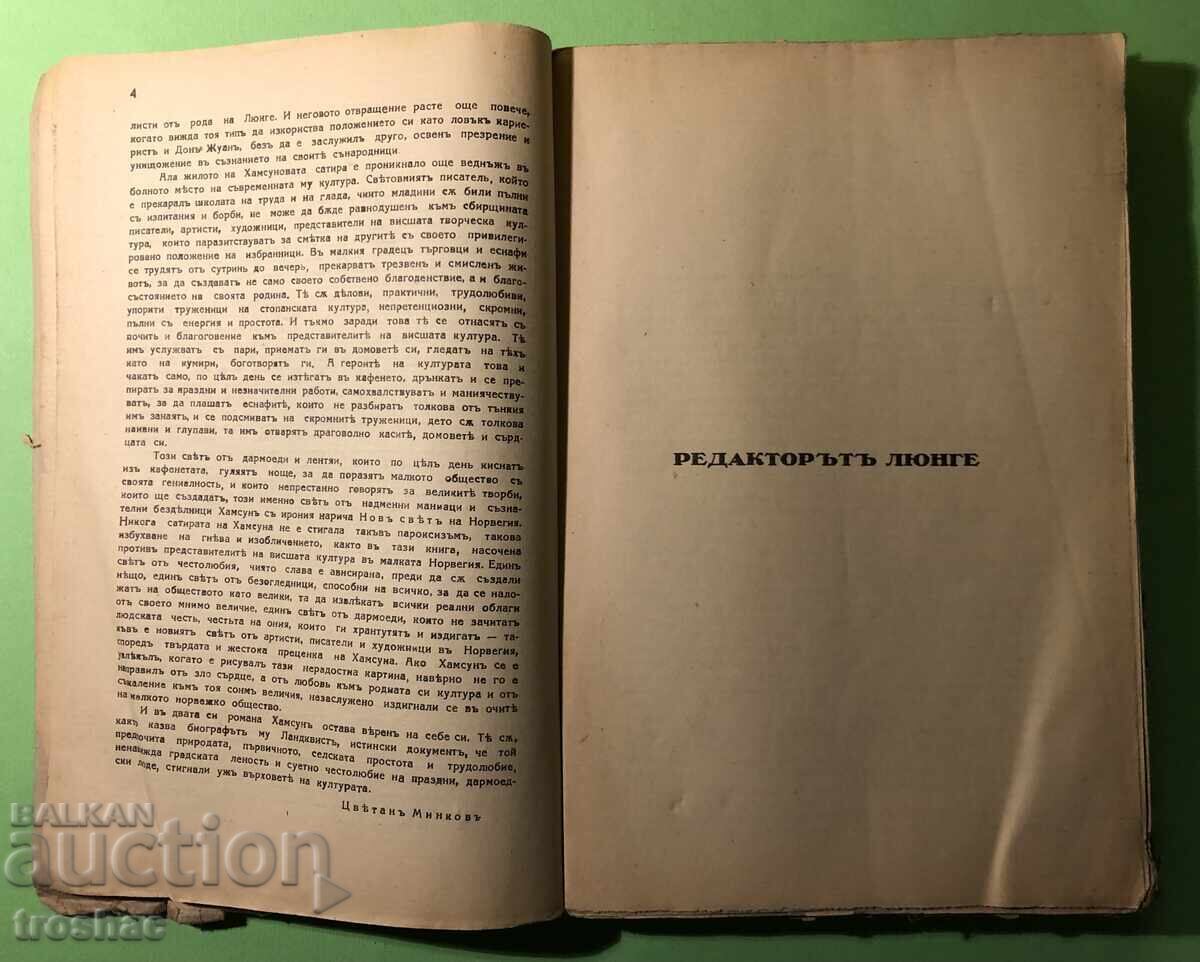 4
листи отъ рода на Люнге. И неговото отвращение расте още повече,
когато вижда тоя типъ да изкориства положението си като ловъкъ карие-
ристъ и Донъ Жуанъ, безъ да е заслужилъ друго, освенъ презрение и
унищожение въ съзнанието на своитѣ сънародници.
Ала жилото на Хамсуновата сатира е проникнало още веднъжъ въ
болното място на съвременната му култура. Свѣтовниятъ писатель, който
е прекаралъ школата на труда и на глада, чиито младини сѫ били пълни
съ изпитания и борби, не може да бѫде равнодушенъ къмъ сбирщината
писатели, артисти, художници, представители на висшата творческа кул-
тура, които паразитствуватъ за смѣтка на другитѣ съ своето привилеги-
ровано положение на избранници. Въ малкия градецъ търговци и еснафи
се трудятъ отъ сутринь до вечерь, прекарватъ трезвенъ и смисленъ жи-
вотъ, за да създаватъ не само своето собствено благоденствие, а и благо-
състоянието на своята родина. Тѣ сѫ дѣлови, практични, трудолюбиви,
упорити труженици на стопанската култура, непретенциозни, скромни,
пълни съ енергия и простота. И тъкмо заради това тѣ се отнасятъ съ
почить и благоговение къмъ представителитѣ на висшата култура. Тѣ
имъ услужватъ съ пари, приематъ ги въ домоветѣ си, гледатъ на тѣхъ
като на кумири, боготворятъ ги. А героитѣ на културата това и
чакатъ само, по цѣлъ день се изтѣгатъ въ кафенето, дрънкатъ и се пре-
пиратъ за празни и незначителни работи, самохвалствуватъ и маниячеству-
ватъ, за да плашатъ еснафитѣ, които не разбиратъ толкова отъ тънкия
имъ занаятъ, и се подсмиватъ на скромнитѣ труженици, дето сѫ толкова
наивни и глупави, та имъ отварятъ драговолно каситѣ, домоветѣ и сърд-
цата си.
Този свѣтъ отъ дармоеди и лентяи, които по цѣлъ день киснатъ
изъ кафенетата, гуляятъ ноще, за да поразятъ малкото общество съ
своята гениалность, и които непрестанно говорятъ за великитѣ творби,
които ще създадатъ, този именно свѣтъ отъ надменни маниаци и съзна-
телни бездѣлници Хамсунъ съ ирония нарича Новъ свѣтъ на Норвегия.
Никога сатирата на Хамсуна не е стигала такъвъ пароксизъмъ, такова
избухване на гнѣва и изобличението, както въ тази книга, насочена
противъ представителитѣ на висшата култура въ малката Норвегия. Единъ
свѣтъ от честолюбия, чиято слава е авнсирана, преди да сѫ създали
нѣщо, единъ свѣтъ отъ безогледници, способни на всичко, за да се нало-
жатъ на обществото като велики, та да извлѣкатъ всички реални облаги
отъ своето мнимо величие, единъ свѣтъ отъ дармоеди, които не зачитатъ
людската честь, честьта на ония, които ги хрантутятъ и издигатъ — та-
къвъ е новиятъ свѣтъ отъ артисти, писатели и художници въ Норвегия,
споредъ твърдата и жестока преценка на Хамсуна. Ако Хамсунъ се е
увлѣкълъ, когато е рисувалъ тази нерадостна картина, навѣрно не го е
направилъ отъ зло сърдце, а отъ любовь къмъ родната си култура и отъ
съжаление къмъ тоя сонмъ величия, незаслужено издигнали се въ очитѣ
на малкото норвежко общество.
И въ двата си романа Хамсунъ остава вѣренъ на себе си. Тѣ сѫ,
какъ казва биографътъ му Ландквистъ, истински документъ, че той
предпочита природата, първичното, селската простота и трудолюбие,
ненавижда градската леность и суетно честолюбие на праздни, дармоед-
ски люде, стигнали ужъ върховетѣ на културата.
Цвѣтанъ Минковъ
РЕДАКТОРЪТЪ ЛЮНГЕ
BALKAN
auction
troshac